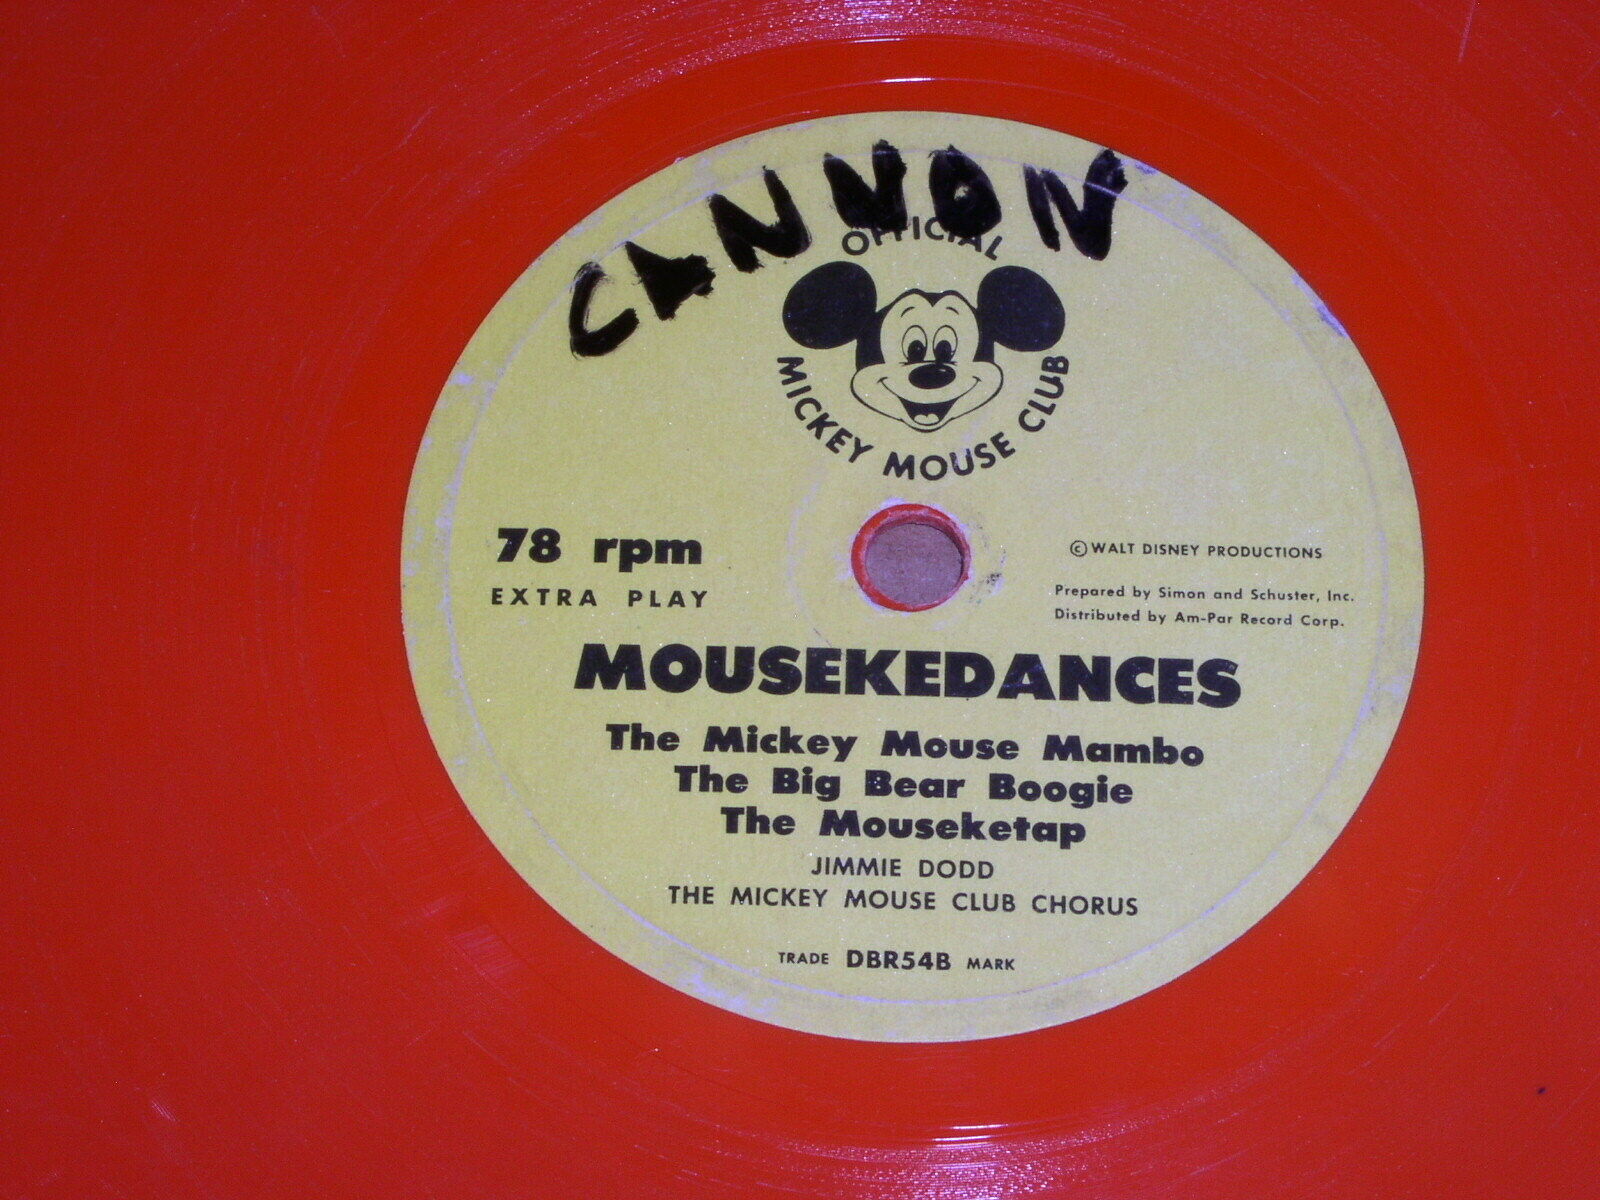 CANNON
OFFICIAL
MICKEY MOUSE CLUB
78 rpm
EXTRA PLAY
©WALT DISNEY PRODUCTIONS
Prepared by Simon and Schuster, Inc.
Distributed by Am-Par Record Corp.
MOUSEKEDANCES
The Mickey Mouse Mambo
The Big Bear Boogie
The Mouseketap
JIMMIE DODD
THE MICKEY MOUSE CLUB CHORUS
TRADE DBR54B MARK